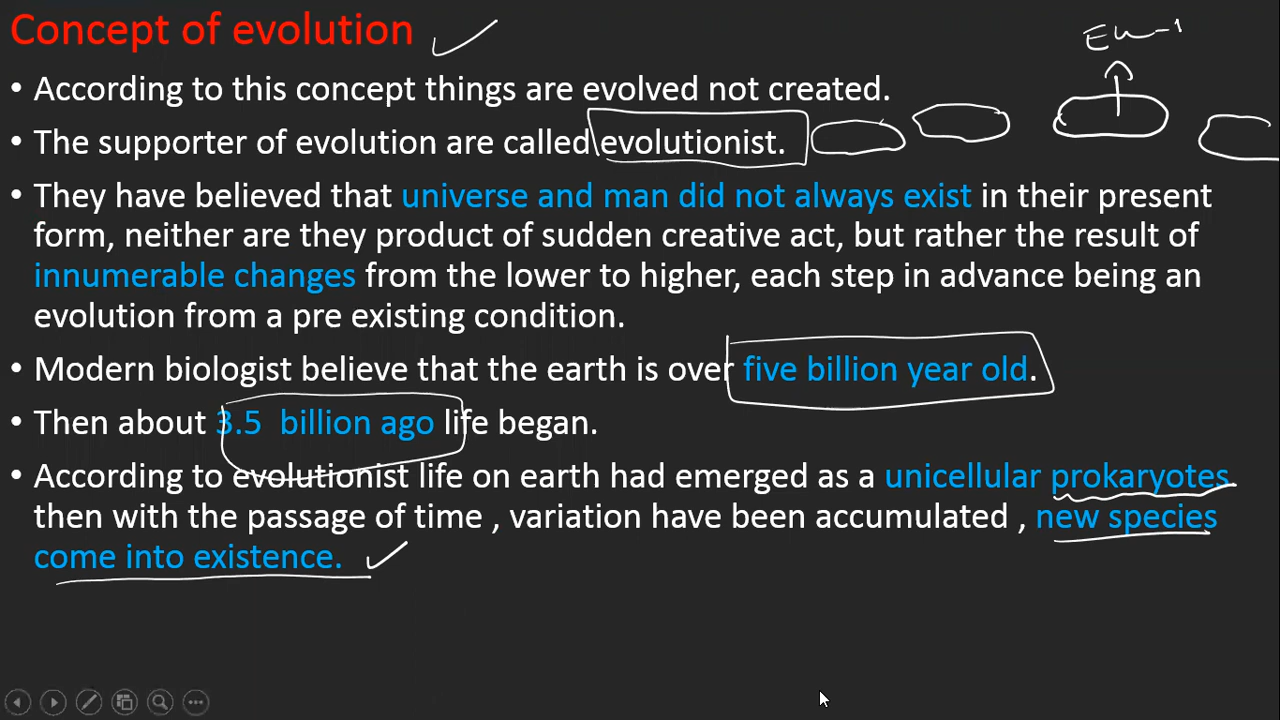 Concept of evolution
• According to this concept things are evolved not created.
• The supporter of evolution are called evolutionist.
• They have believed that universe and man did not always exist in their present
form, neither are they product of sudden creative act, but rather the result of
innumerable changes from the lower to higher, each step in advance being an
evolution from a pre existing condition.
• Modern biologist believe that the earth is over five billion year old.
• Then about 3.5 billion ago life began.
• According to evolutionist life on earth had emerged as a unicellular prokaryotes
then with the passage of time , variation have been accumulated , new species
come into existence.